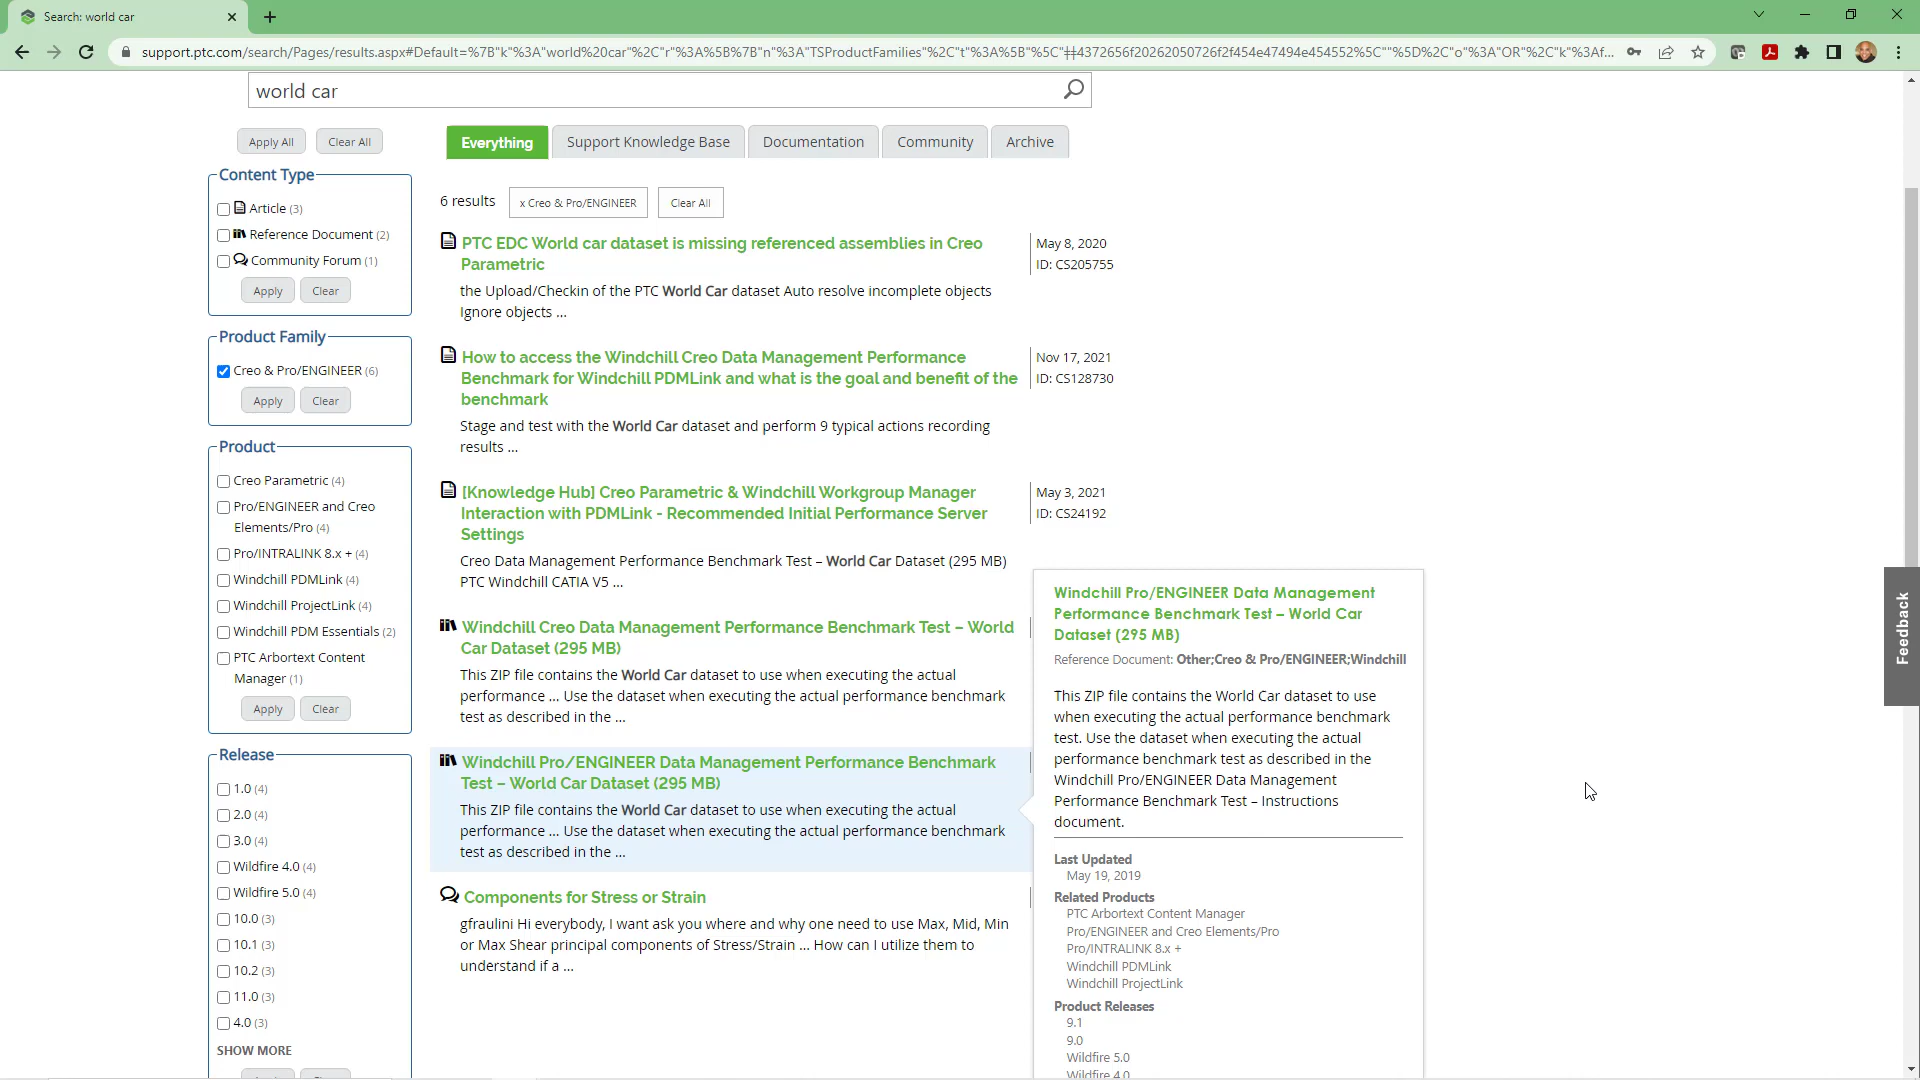 Search: world car
support.ptc.com/search/Pages/results.aspx#Default=%7B"k"%3A"world%20car"%2C"r"%3A%5B%7B"n"%3A"TSProductFamilies"%2C"t"%3A%5B"%5C"ǂǂ4372656f20262050726f2f454e47494e454552%5C""%5D%2C"o"%3A"OR"%2C"k"%3Af...
world car
Apply All
Clear All
Everything
Support Knowledge Base
Documentation
Community
Archive
Content Type
Article (3)
Reference Document (2)
Community Forum (1)
Apply
Clear
Product Family
Creo & Pro/ENGINEER (6)
Apply
Clear
Product
Creo Parametric (4)
Pro/ENGINEER and Creo
Elements/Pro (4)
Pro/INTRALINK 8.x + (4)
Windchill PDMLink (4)
Windchill ProjectLink (4)
Windchill PDM Essentials (2)
PTC Arbortext Content
Manager (1)
Apply
Clear
Release
1.0 (4)
2.0 (4)
3.0 (4)
Wildfire 4.0 (4)
Wildfire 5.0 (4)
10.0 (3)
10.1 (3)
10.2 (3)
11.0 (3)
4.0 (3)
SHOW MORE
6 results
x Creo & Pro/ENGINEER
Clear All
PTC EDC World car dataset is missing referenced assemblies in Creo
Parametric
the Upload/Checkin of the PTC World Car dataset Auto resolve incomplete objects
Ignore objects ...
May 8, 2020
ID: CS205755
How to access the Windchill Creo Data Management Performance
Benchmark for Windchill PDMLink and what is the goal and benefit of the
benchmark
Stage and test with the World Car dataset and perform 9 typical actions recording
results ...
Nov 17, 2021
ID: CS128730
[Knowledge Hub] Creo Parametric & Windchill Workgroup Manager
Interaction with PDMLink - Recommended Initial Performance Server
Settings
Creo Data Management Performance Benchmark Test – World Car Dataset (295 MB)
PTC Windchill CATIA V5 ...
May 3, 2021
ID: CS24192
Windchill Creo Data Management Performance Benchmark Test – World
Car Dataset (295 MB)
This ZIP file contains the World Car dataset to use when executing the actual
performance ... Use the dataset when executing the actual performance benchmark
test as described in the ...
Windchill Pro/ENGINEER Data Management Performance Benchmark
Test – World Car Dataset (295 MB)
This ZIP file contains the World Car dataset to use when executing the actual
performance ... Use the dataset when executing the actual performance benchmark
test as described in the ...
Components for Stress or Strain
gfraulini Hi everybody, I want ask you where and why one need to use Max, Mid, Min
or Max Shear principal components of Stress/Strain ... How can I utilize them to
understand if a ...
Windchill Pro/ENGINEER Data Management
Performance Benchmark Test – World Car
Dataset (295 MB)
Reference Document: Other;Creo & Pro/ENGINEER;Windchill
This ZIP file contains the World Car dataset to use
when executing the actual performance benchmark
test. Use the dataset when executing the actual
performance benchmark test as described in the
Windchill Pro/ENGINEER Data Management
Performance Benchmark Test – Instructions
document.
Last Updated
May 19, 2019
Related Products
PTC Arbortext Content Manager
Pro/ENGINEER and Creo Elements/Pro
Pro/INTRALINK 8.x +
Windchill PDMLink
Windchill ProjectLink
Product Releases
9.1
9.0
Wildfire 5.0
Wildfire 4.0
Feedback